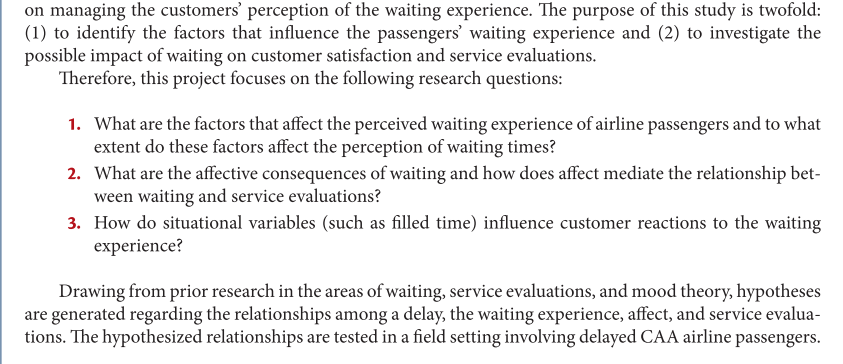 on managing the customers’ perception of the waiting experience. The purpose of this study is twofold:
(1) to identify the factors that influence the passengers’ waiting experience and (2) to investigate the
possible impact of waiting on customer satisfaction and service evaluations.
Therefore, this project focuses on the following research questions:
1. What are the factors that affect the perceived waiting experience of airline passengers and to what
extent do these factors affect the perception of waiting times?
2. What are the affective consequences of waiting and how does affect mediate the relationship bet-
ween waiting and service evaluations?
3. How do situational variables (such as filled time) influence customer reactions to the waiting
experience?
Drawing from prior research in the areas of waiting, service evaluations, and mood theory, hypotheses
are generated regarding the relationships among a delay, the waiting experience, affect, and service evalua-
tions. The hypothesized relationships are tested in a field setting involving delayed CAA airline passengers.